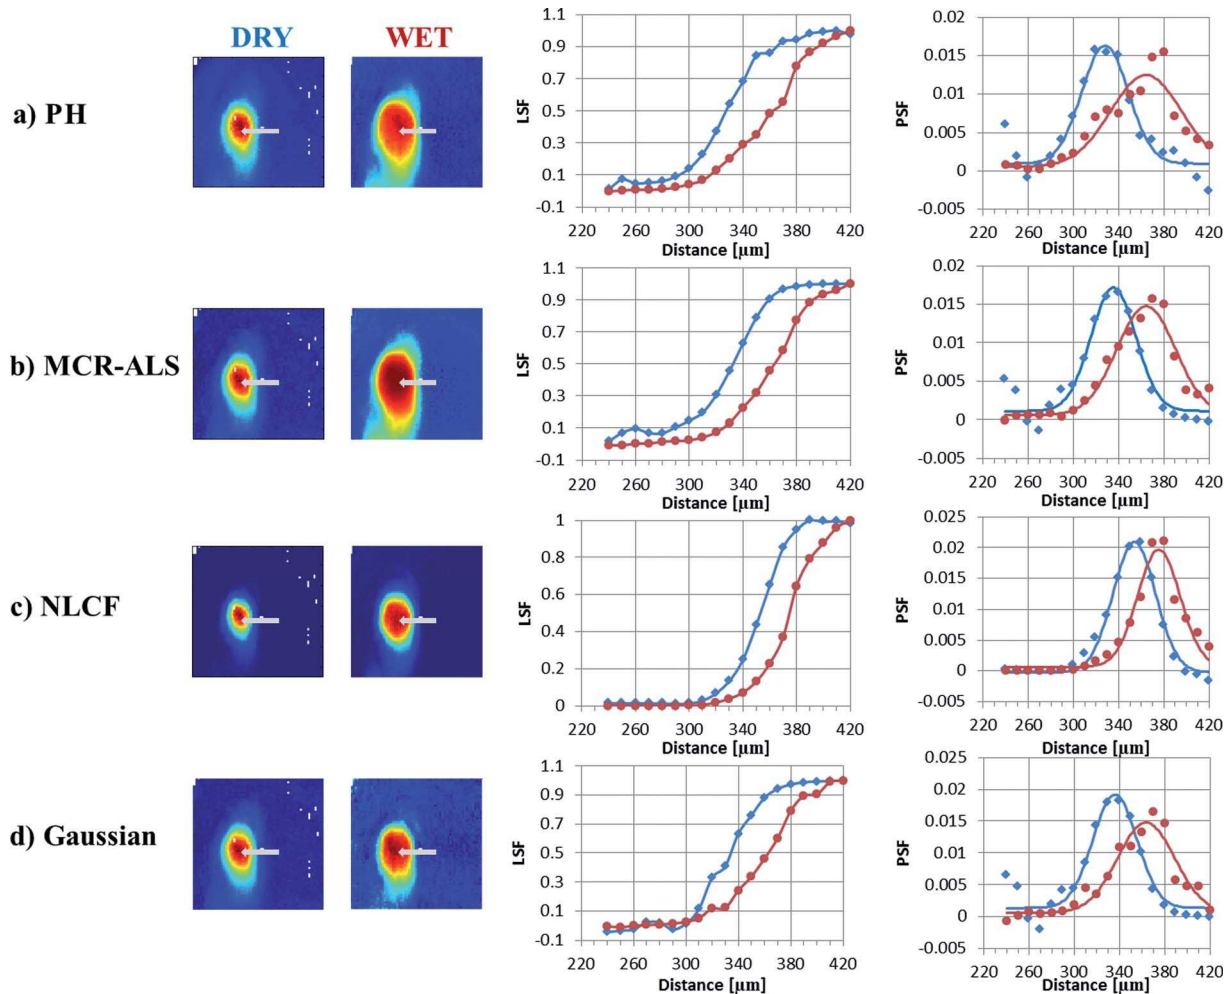 DRY WET
a) PH
LSF
1.1
0.9
0.7
0.5
0.3
0.1
-0.1
220 260 300 340 380 420
Distance [µm]
PSF
0.02
0.015
0.01
0.005
0
-0.005
220 260 300 340 380 420
Distance [µm]
b) MCR-ALS
LSF
1.1
0.9
0.7
0.5
0.3
0.1
-0.1
220 260 300 340 380 420
Distance [µm]
PSF
0.02
0.015
0.01
0.005
0
-0.005
220 260 300 340 380 420
Distance [µm]
c) NLCF
LSF
1
0.8
0.6
0.4
0.2
0
220 260 300 340 380 420
Distance [µm]
PSF
0.025
0.02
0.015
0.01
0.005
0
-0.005
220 260 300 340 380 420
Distance [µm]
d) Gaussian
LSF
1.1
0.9
0.7
0.5
0.3
0.1
-0.1
220 260 300 340 380 420
Distance [µm]
PSF
0.025
0.02
0.015
0.01
0.005
0
-0.005
220 260 300 340 380 420
Distance [µm]